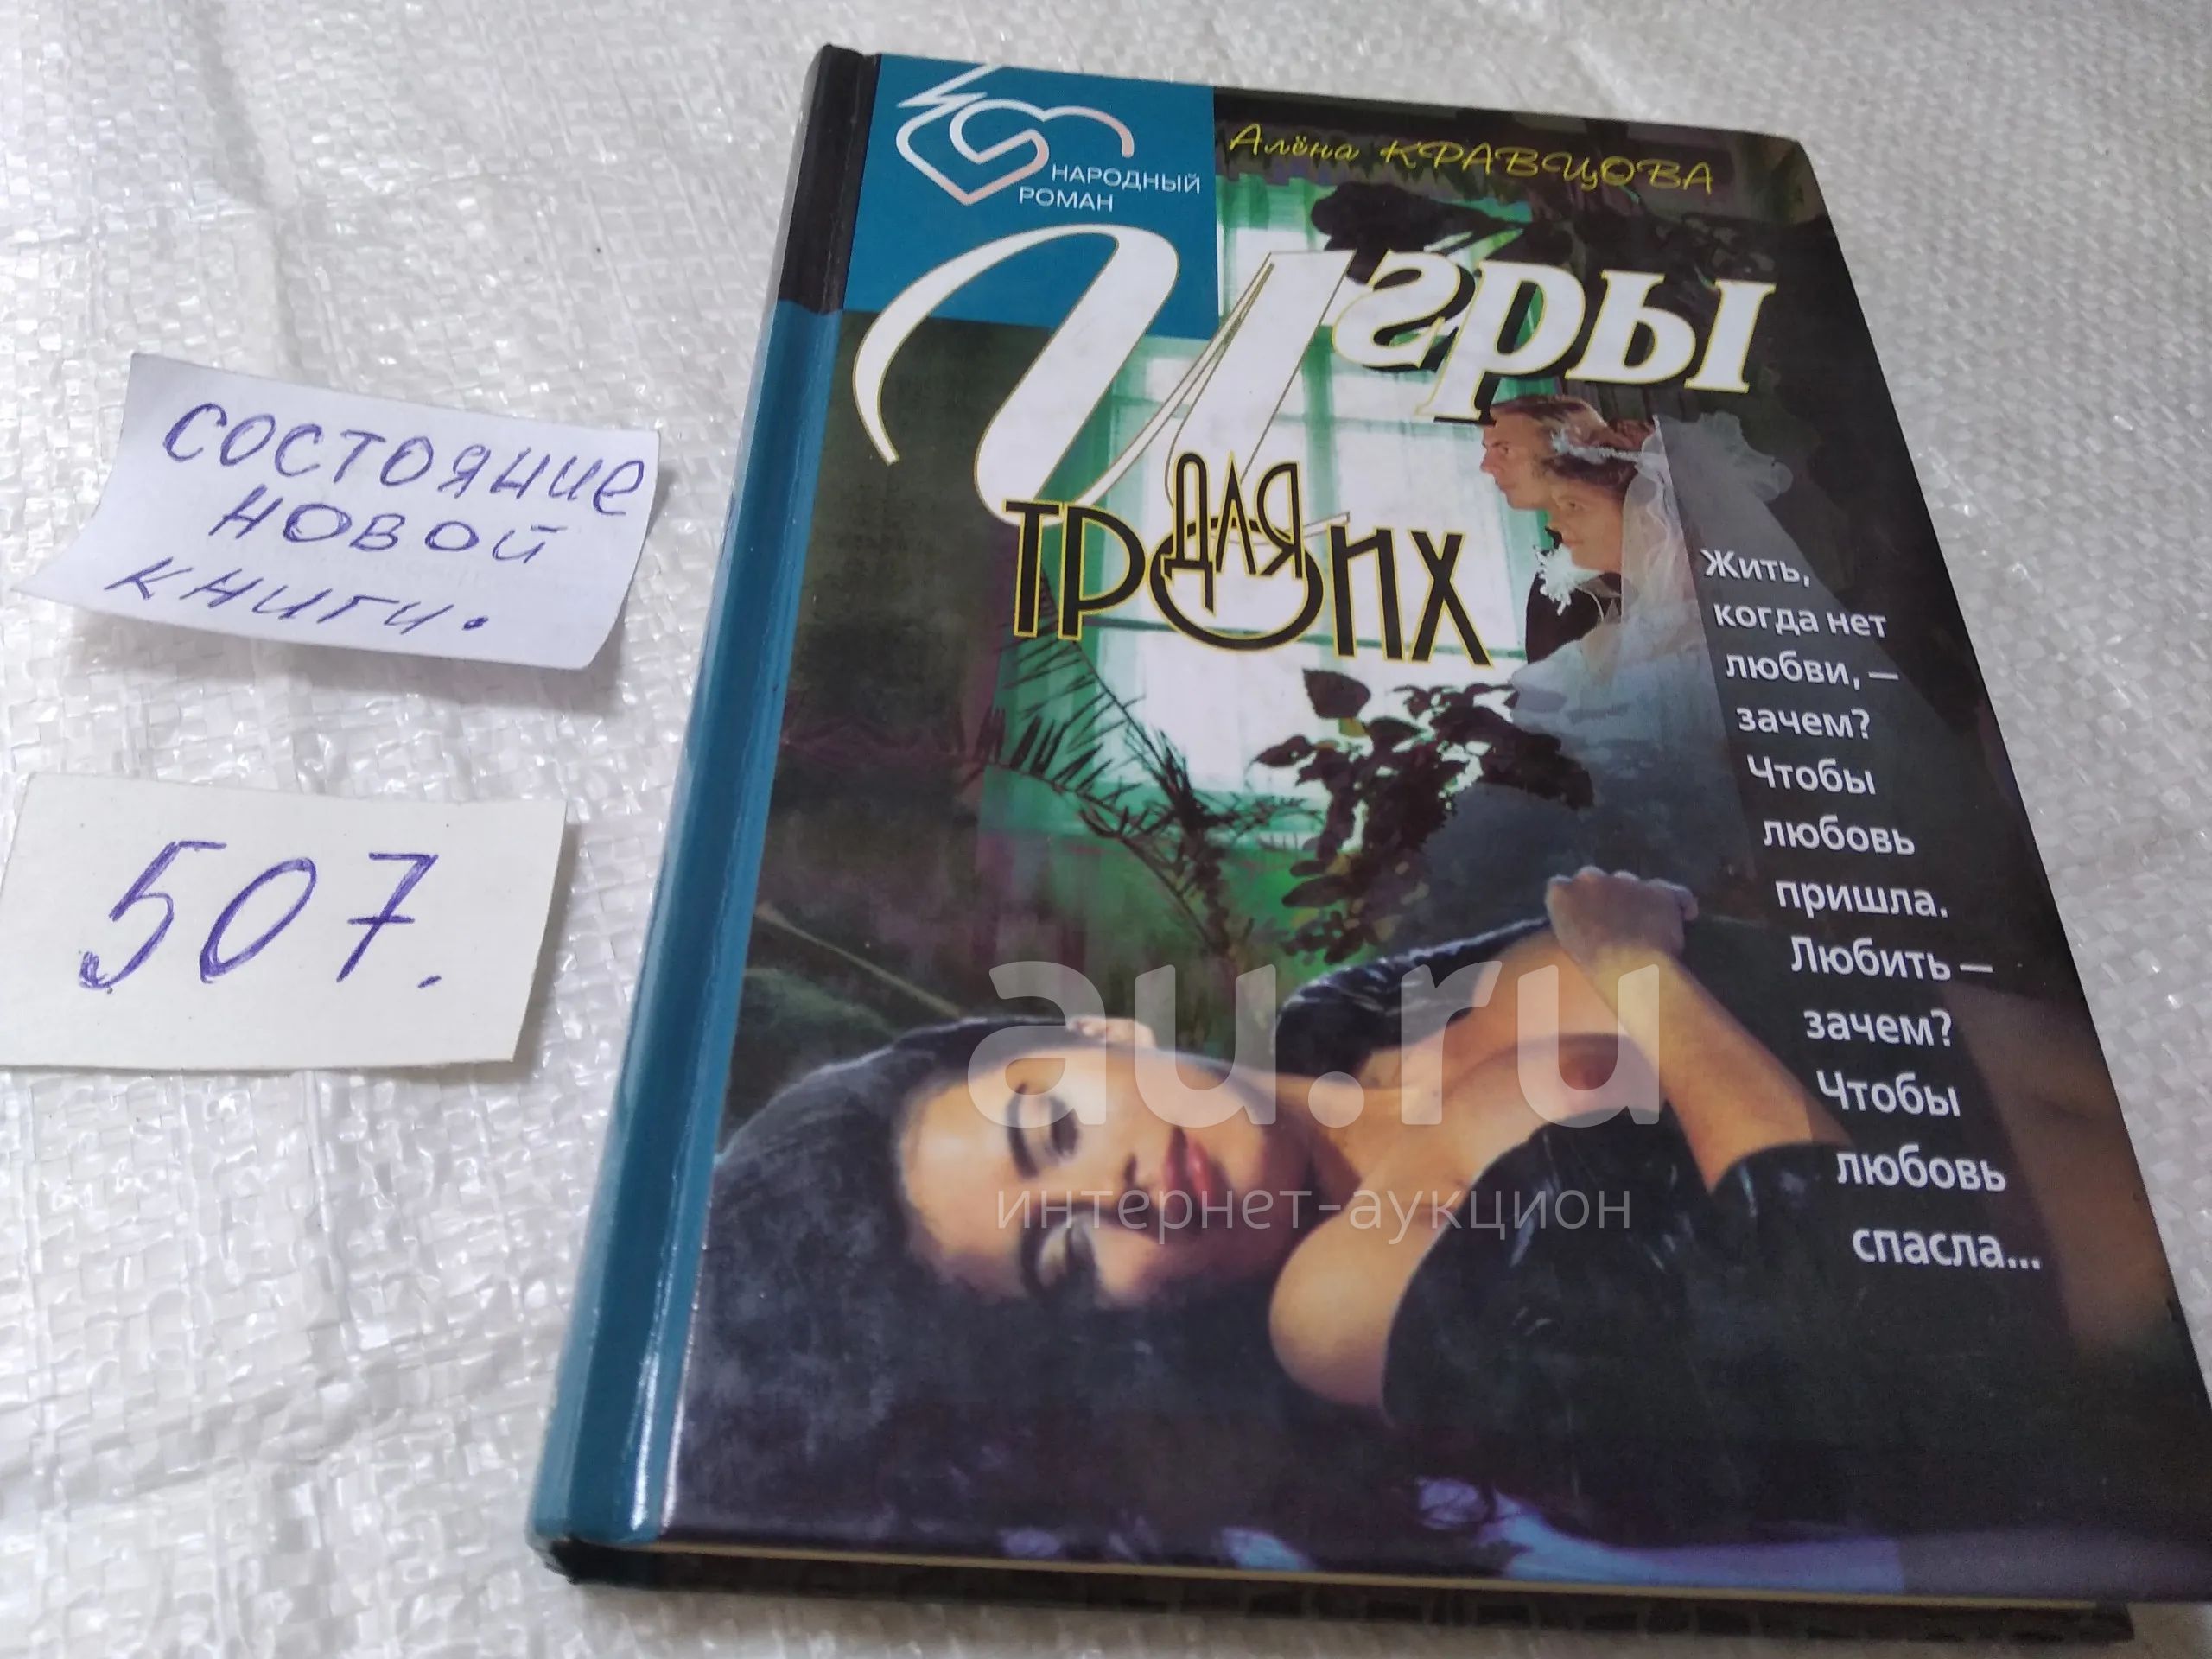 НАРОДНЫЙ
РОМАН
Алёна КРАВЦОВА
Игры
ДЛЯ
ТРОИХ
Жить,
когда нет
любви, —
зачем?
Чтобы
любовь
пришла.
Любить —
зачем?
Чтобы
любовь
спасла...
состояние
новой
книги.
507.
au.ru
интернет-аукцион